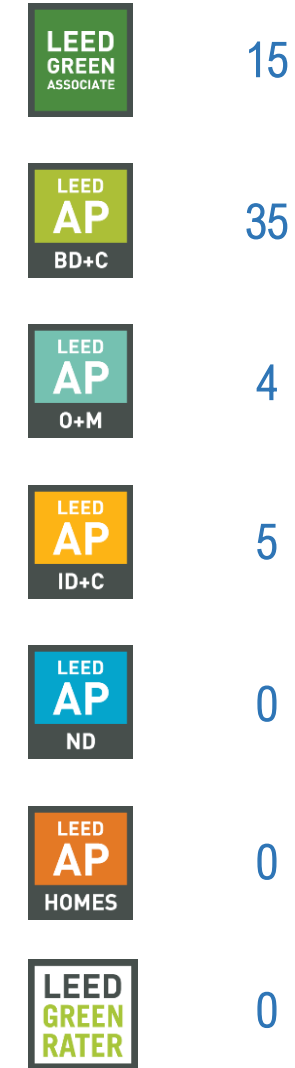 LEED
GREEN
ASSOCIATE
15
LEED
AP
BD+C
35
LEED
AP
O+M
4
LEED
AP
ID+C
5
LEED
AP
ND
0
LEED
AP
HOMES
0
LEED
GREEN
RATER
0